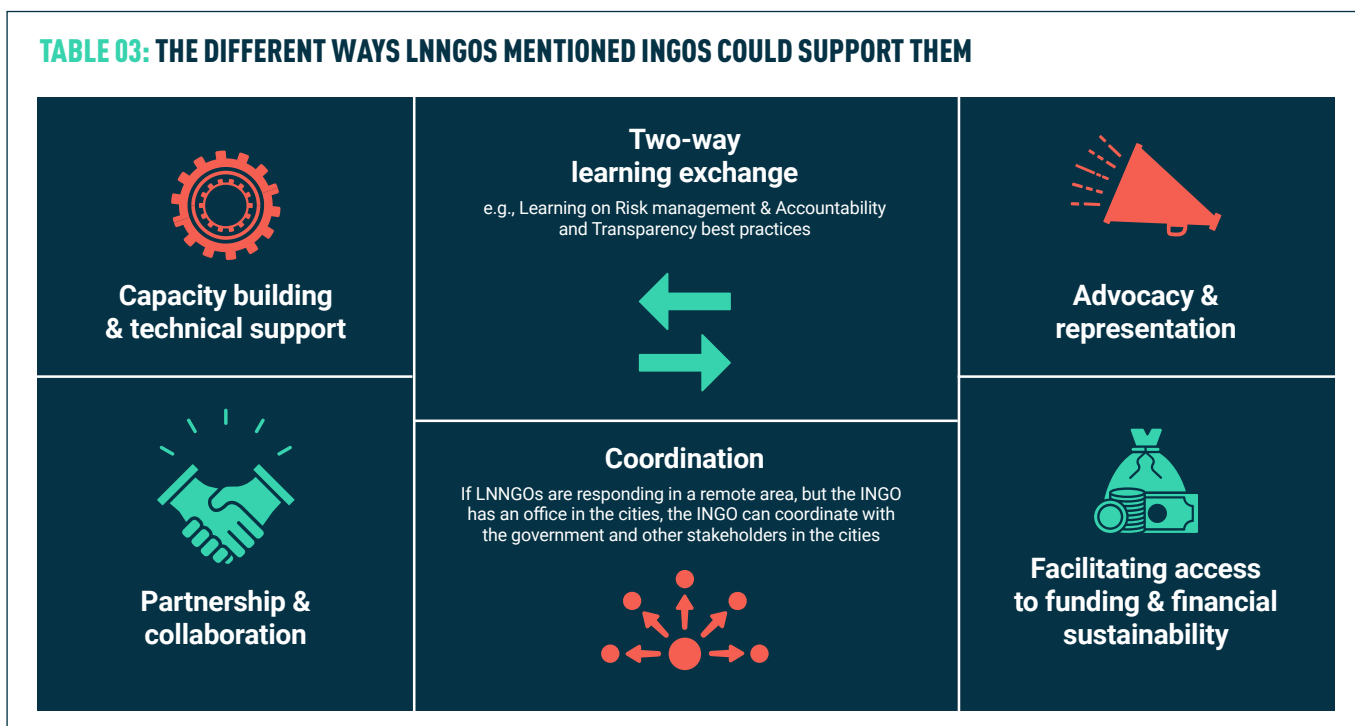 TABLE 03: THE DIFFERENT WAYS LNNGOS MENTIONED INGOS COULD SUPPORT THEM
Capacity building
& technical support
Two-way
learning exchange
e.g., Learning on Risk management & Accountability
and Transparency best practices
Advocacy &
representation
Partnership &
collaboration
Coordination
If LNNGOs are responding in a remote area, but the INGO
has an office in the cities, the INGO can coordinate with
the government and other stakeholders in the cities
Facilitating access
to funding & financial
sustainability